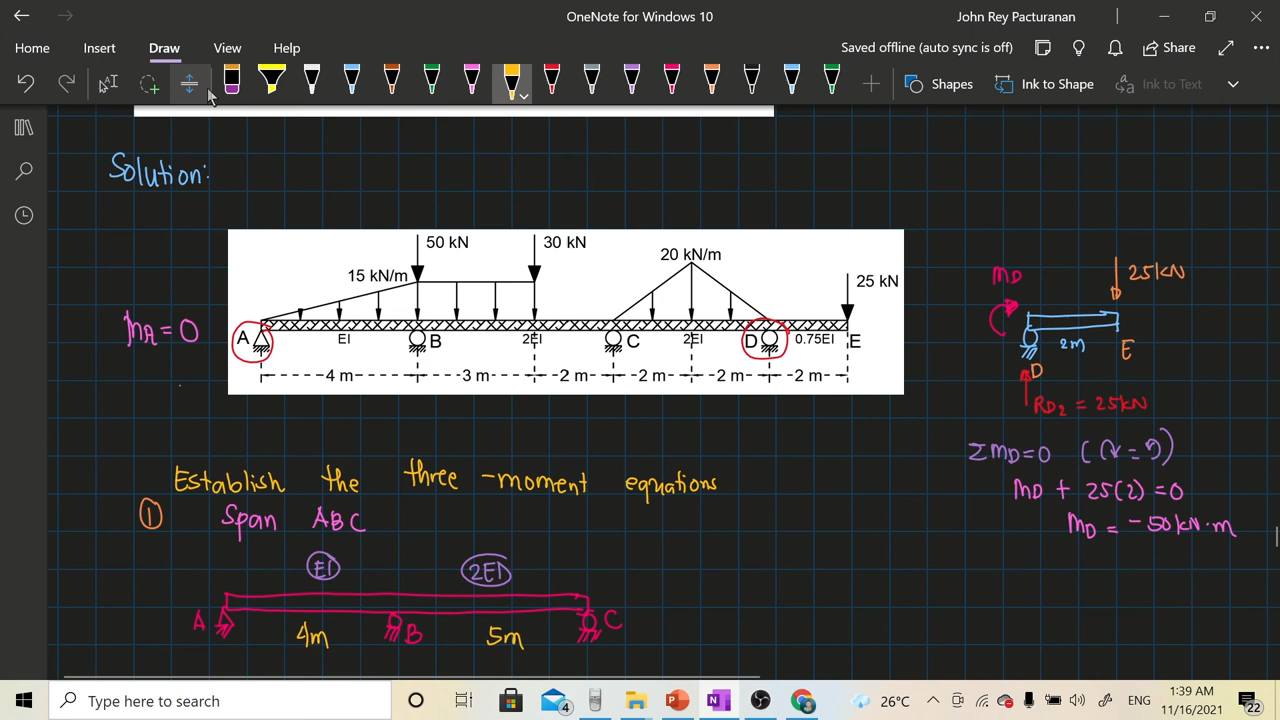 OneNote for Windows 10
John Rey Pacturanan
Home Insert Draw View Help
Saved offline (auto sync is off)
Share
Shapes
Ink to Shape
Ink to Text
Solution:
50 kN
30 kN
20 kN/m
15 kN/m
25 kN
A
EI
B
2EI
C
2EI
D
0.75EI
E
4 m
3 m
2 m
2 m
2 m
2 m
MA = 0
MD
25kN
2m
E
D
RD2 = 25kN
ΣMD=0 (↷ = ↶)
MD + 25(2) = 0
MD = -50 kN·m
Establish the three-moment equations
① Span ABC
EI
2EI
A
B
C
4m
5m
Type here to search
4
26°C
ENG
1:39 AM
11/16/2021
22